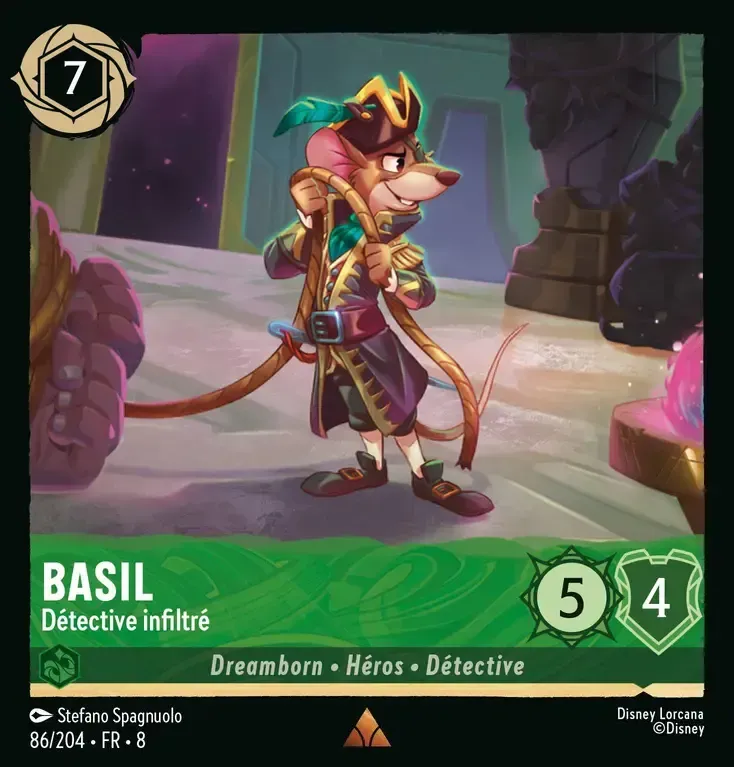 7
BASIL
Détective infiltré
5
4
Dreamborn • Héros • Détective
Stefano Spagnuolo
86/204 • FR • 8
Disney Lorcana
©Disney